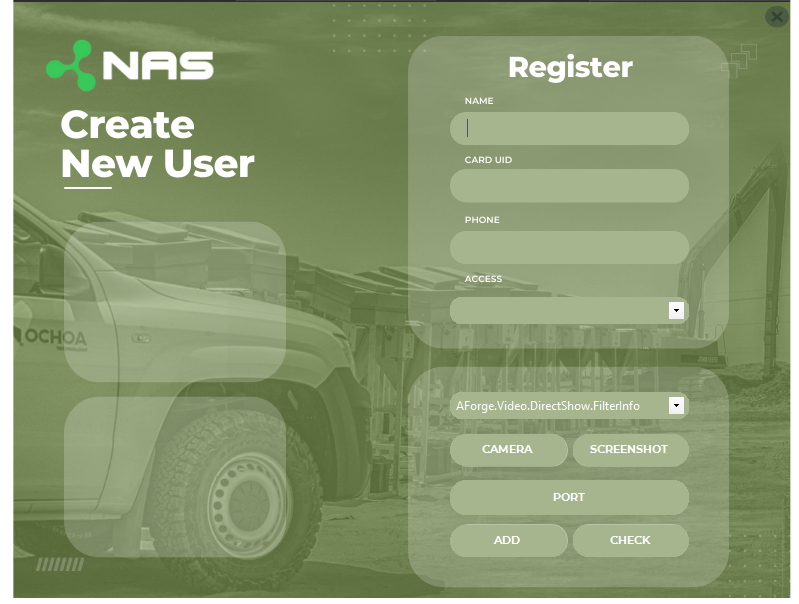 NAS
Create
New User
OCHOA
Register
NAME
CARD UID
PHONE
ACCESS
AForge.Video.DirectShow.FilterInfo
CAMERA
SCREENSHOT
PORT
ADD
CHECK